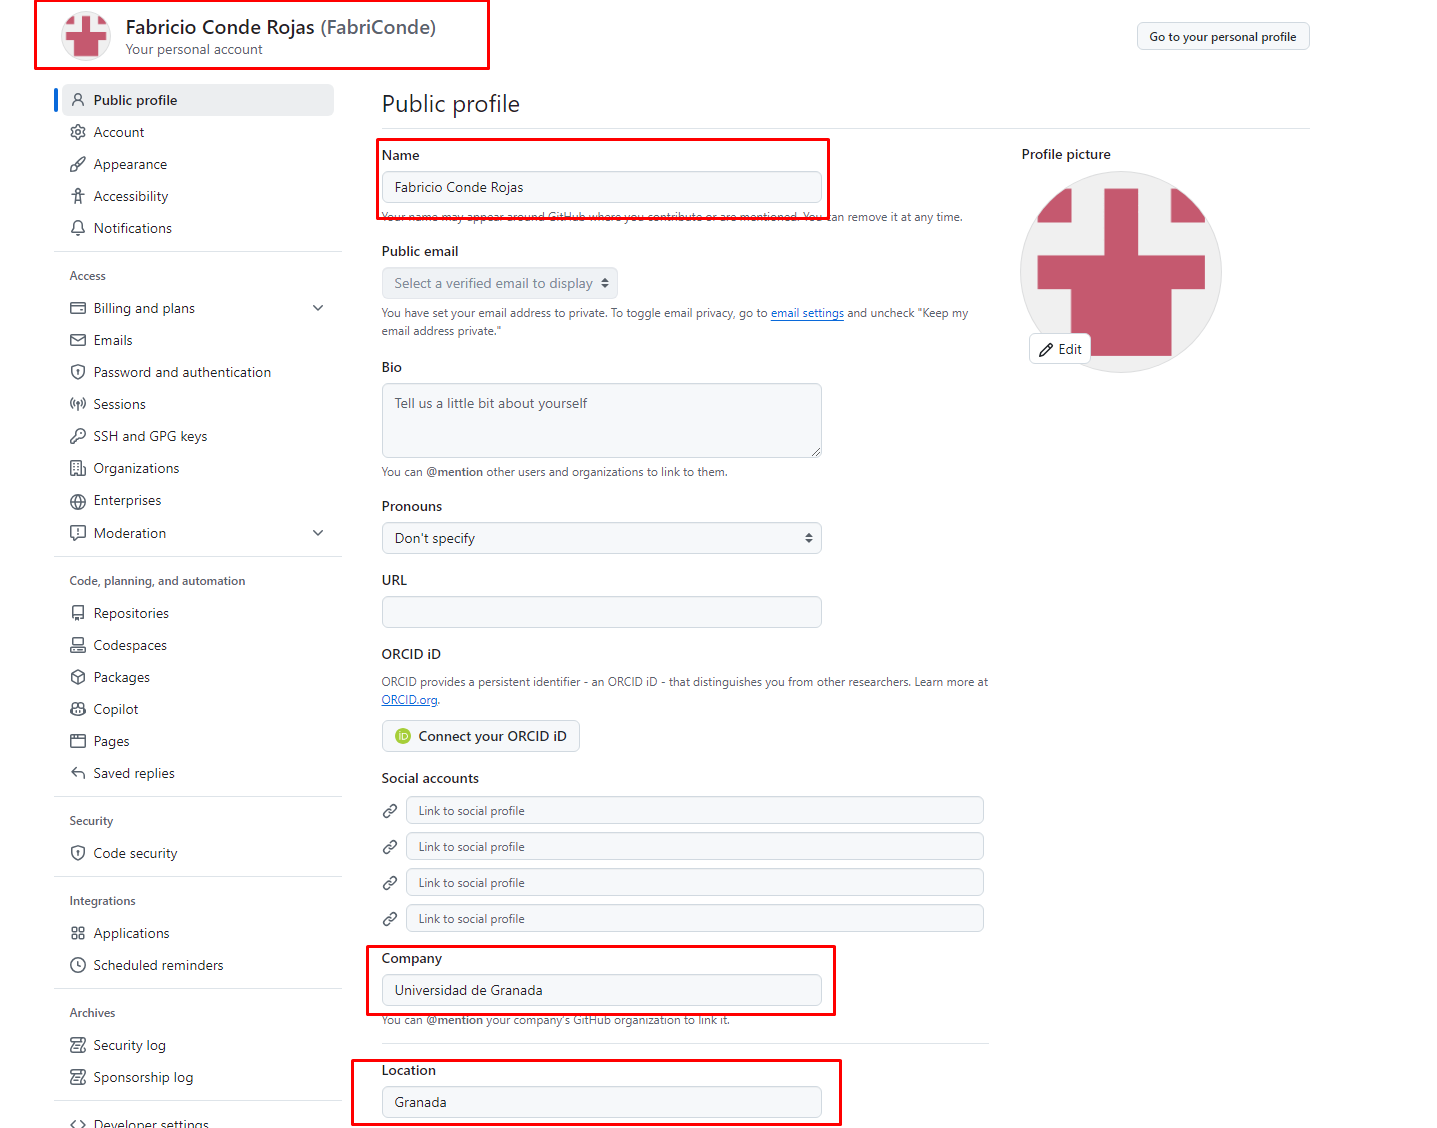 Fabricio Conde Rojas (FabriConde)
Your personal account
Go to your personal profile
Public profile
Account
Appearance
Accessibility
Notifications
Access
Billing and plans
Emails
Password and authentication
Sessions
SSH and GPG keys
Organizations
Enterprises
Moderation
Code, planning, and automation
Repositories
Codespaces
Packages
Copilot
Pages
Saved replies
Security
Code security
Integrations
Applications
Scheduled reminders
Archives
Security log
Sponsorship log
Developer settings
Public profile
Name
Fabricio Conde Rojas
Your name may appear around GitHub where you contribute or are mentioned. You can remove it at any time.
Public email
Select a verified email to display
You have set your email address to private. To toggle email privacy, go to email settings and uncheck "Keep my
email address private."
Bio
Tell us a little bit about yourself
You can @mention other users and organizations to link to them.
Pronouns
Don't specify
URL
ORCID iD
ORCID provides a persistent identifier - an ORCID iD - that distinguishes you from other researchers. Learn more at
ORCID.org.
iD Connect your ORCID iD
Social accounts
Link to social profile
Link to social profile
Link to social profile
Link to social profile
Company
Universidad de Granada
You can @mention your company's GitHub organization to link it.
Location
Granada
Profile picture
Edit